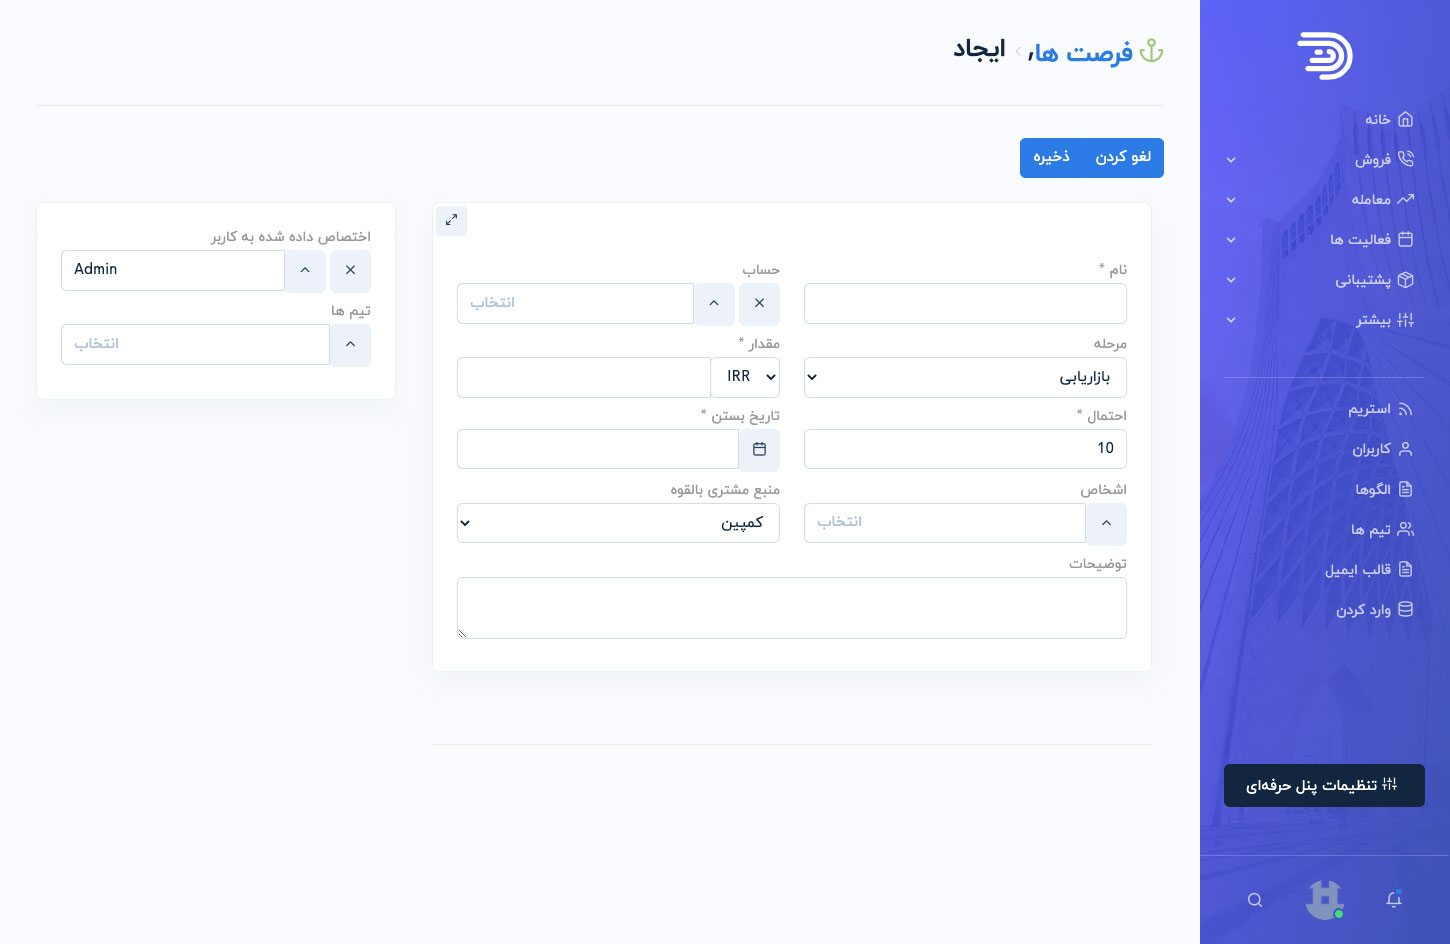 خانه
فروش
معامله
فعالیت ها
پشتیبانی
بیشتر
استریم
کاربران
الگوها
تیم ها
قالب ایمیل
وارد کردن
تنظیمات پنل حرفه‌ای
فرصت ها, › ایجاد
لغو کردن ذخیره
نام *
حساب
انتخاب
مرحله
بازاریابی
مقدار *
IRR
احتمال *
10
تاریخ بستن *
اشخاص
انتخاب
منبع مشتری بالقوه
کمپین
توضیحات
اختصاص داده شده به کاربر
Admin
تیم ها
انتخاب